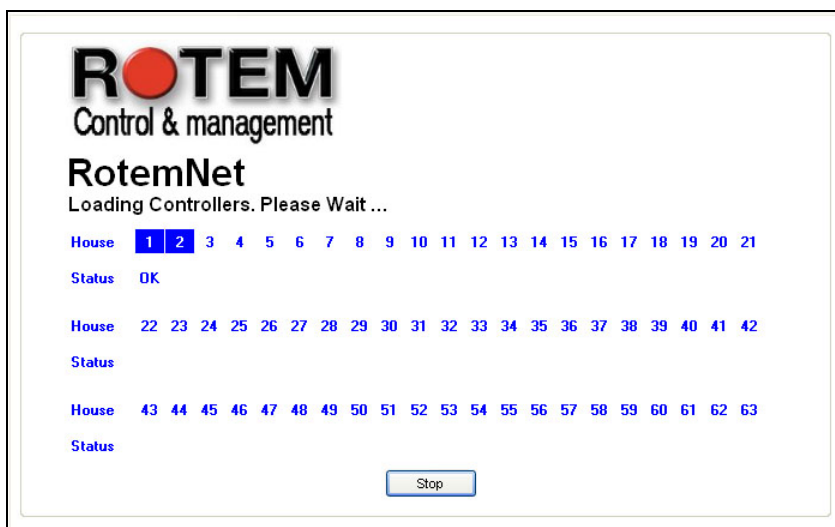 ROTEM
Control & management
RotemNet
Loading Controllers. Please Wait ...
House 1 2 3 4 5 6 7 8 9 10 11 12 13 14 15 16 17 18 19 20 21
Status OK
House 22 23 24 25 26 27 28 29 30 31 32 33 34 35 36 37 38 39 40 41 42
Status
House 43 44 45 46 47 48 49 50 51 52 53 54 55 56 57 58 59 60 61 62 63
Status
Stop